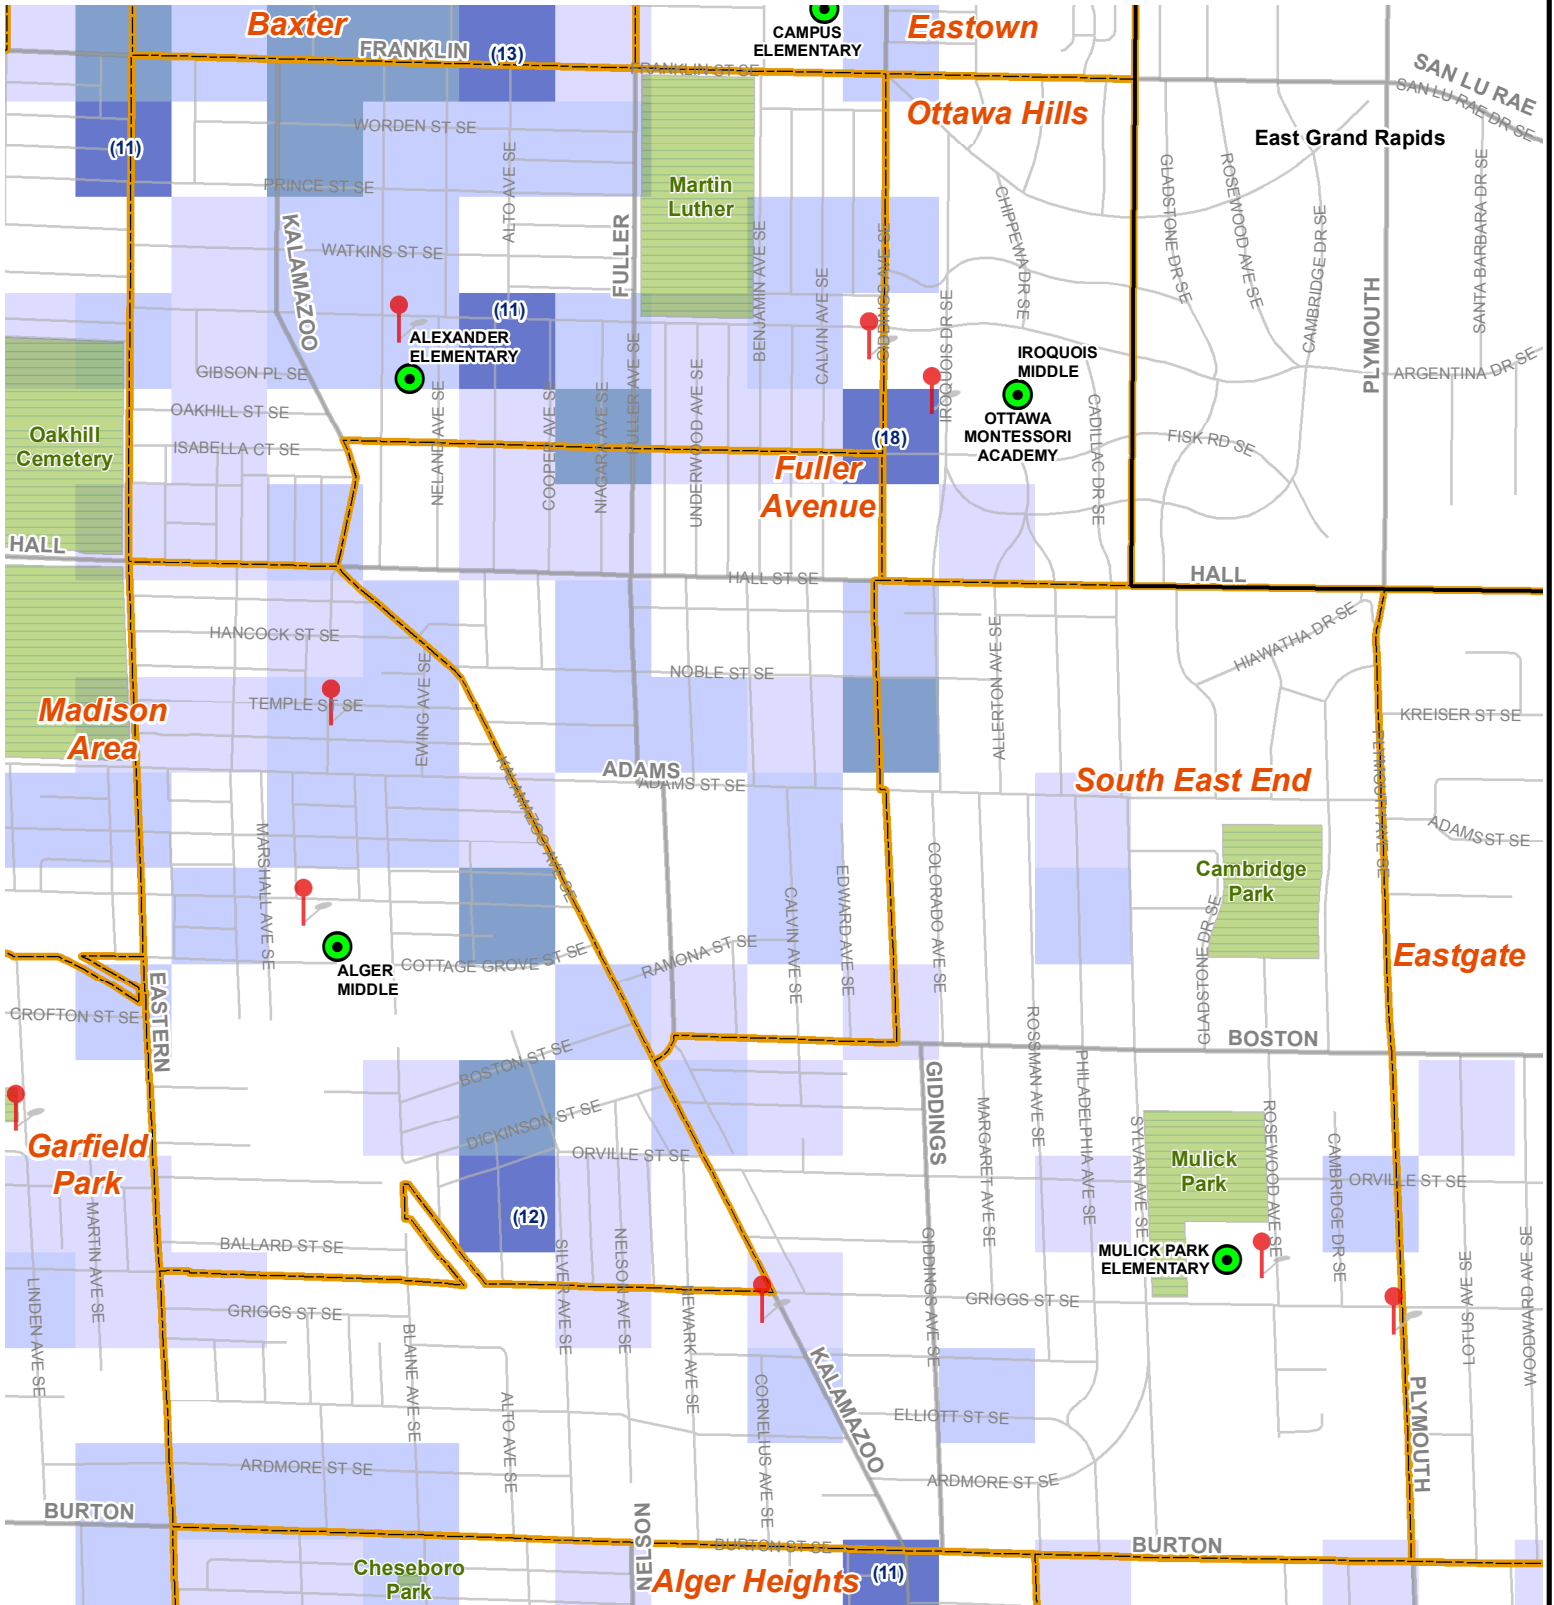 Baxter
FRANKLIN
(13)
CAMPUS
ELEMENTARY
Eastown
FRANKLIN ST SE
SAN LU RAE
SAN LU RAE DR SE
Ottawa Hills
East Grand Rapids
WORDEN ST SE
(11)
PRINCE ST SE
ALTO AVE SE
Martin
Luther
KALAMAZOO
FULLER
WATKINS ST SE
BENJAMIN AVE SE
CALVIN AVE SE
GIDDINGS AVE SE
CHIPPEWA DR SE
GLADSTONE DR SE
ROSEWOOD AVE SE
CAMBRIDGE DR SE
SANTA BARBARA DR SE
PLYMOUTH
(11)
ALEXANDER
ELEMENTARY
IROQUOIS DR SE
IROQUOIS
MIDDLE
OTTAWA
MONTESSORI
ACADEMY
ARGENTINA DR SE
GIBSON PL SE
OAKHILL ST SE
ISABELLA CT SE
Oakhill
Cemetery
NELAND AVE SE
COOPER AVE SE
NIAGARA AVE SE
FULLER AVE SE
UNDERWOOD AVE SE
(18)
CADILLAC DR SE
FISK RD SE
Fuller
Avenue
HALL
HALL ST SE
HALL
HANCOCK ST SE
NOBLE ST SE
ALLERTON AVE SE
HIAWATHA DR SE
EWING AVE SE
TEMPLE ST SE
Madison
Area
KREISER ST SE
PLYMOUTH AVE SE
ADAMS
ADAMS ST SE
South East End
KALAMAZOO AVE SE
ADAMS ST SE
MARSHALL AVE SE
CALVIN AVE SE
EDWARD AVE SE
COLORADO AVE SE
Cambridge
Park
GLADSTONE DR SE
Eastgate
ALGER
MIDDLE
COTTAGE GROVE ST SE
RAMONA ST SE
CROFTON ST SE
EASTERN
BOSTON ST SE
BOSTON
GIDDINGS
ROSSMAN AVE SE
PHILADELPHIA AVE SE
MARGARET AVE SE
SYLVAN AVE SE
ROSEWOOD AVE SE
CAMBRIDGE DR SE
DICKINSON ST SE
ORVILLE ST SE
Garfield
Park
Mulick
Park
ORVILLE ST SE
MARTIN AVE SE
(12)
BALLARD ST SE
SILVER AVE SE
NELSON AVE SE
NEWARK AVE SE
GIDDINGS AVE SE
MULICK PARK
ELEMENTARY
LINDEN AVE SE
GRIGGS ST SE
GRIGGS ST SE
LOTUS AVE SE
WOODWARD AVE SE
BLAINE AVE SE
ALTO AVE SE
CORNELIUS AVE SE
KALAMAZOO
ELLIOTT ST SE
PLYMOUTH
ARDMORE ST SE
ARDMORE ST SE
BURTON
NELSON
BURTON ST SE
BURTON
Cheseboro
Park
Alger Heights
(11)